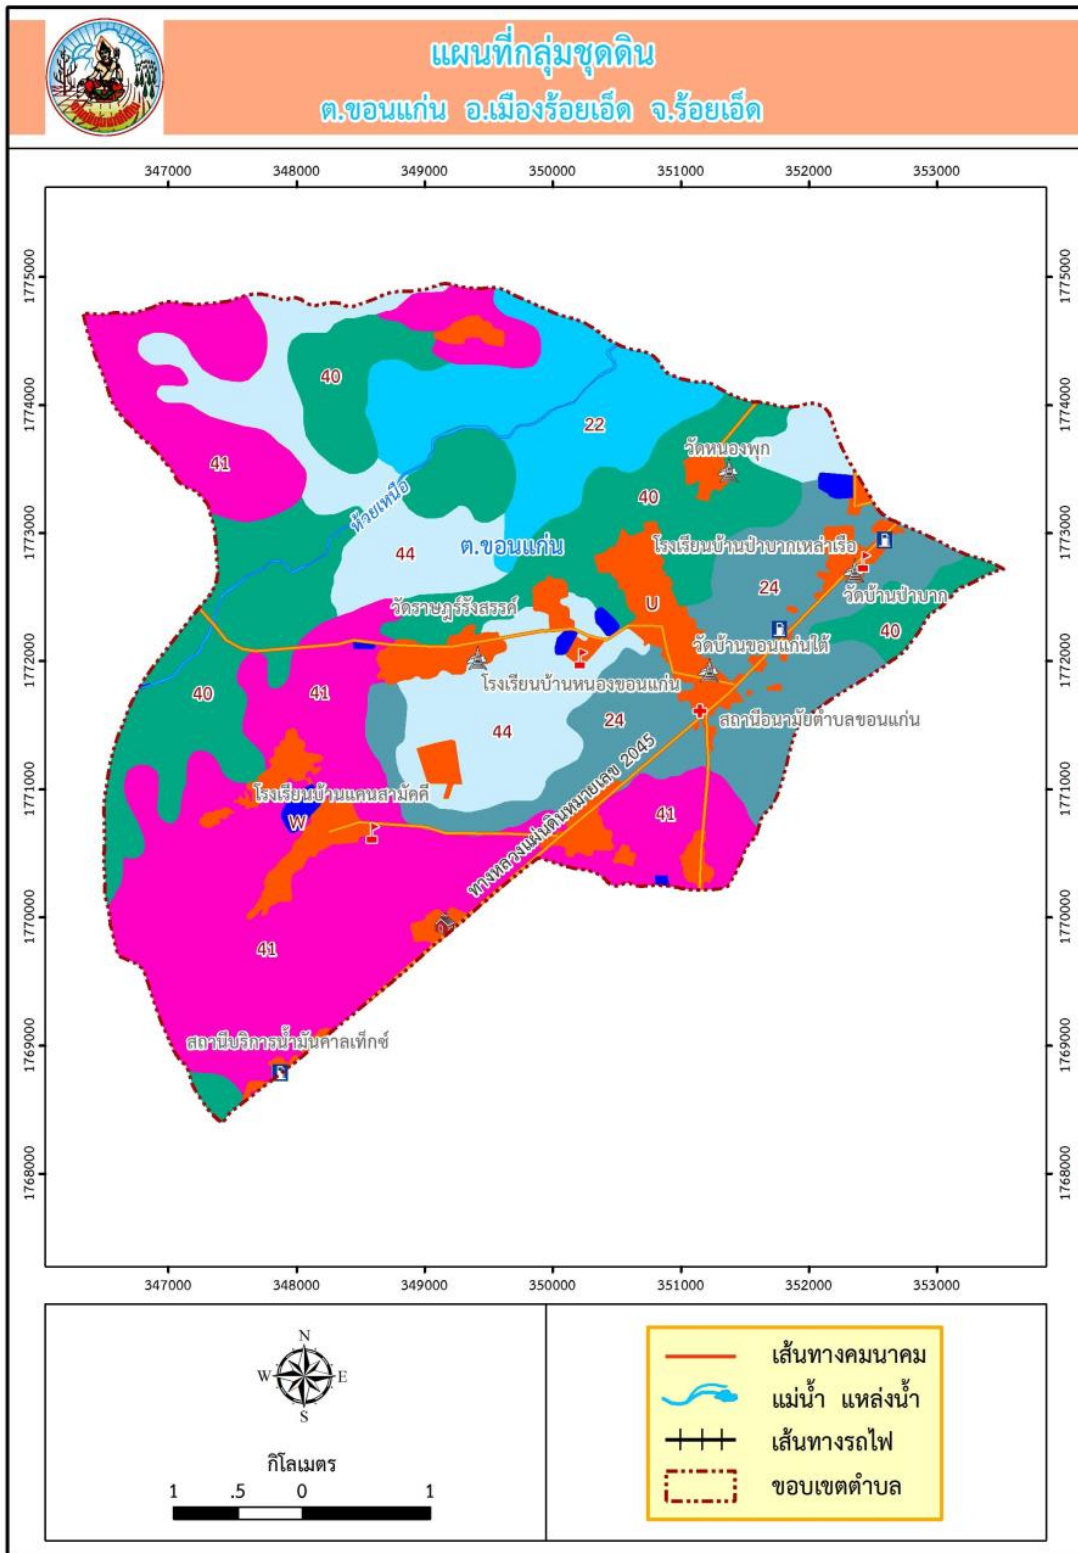 แผนที่กลุ่มชุดดิน
ต.ขอนแก่น อ.เมืองร้อยเอ็ด จ.ร้อยเอ็ด
347000 348000 349000 350000 351000 352000 353000
1775000 1775000
1774000 1774000
1773000 1773000
1772000 1772000
1771000 1771000
1770000 1770000
1769000 1769000
1768000 1768000
40
22
41
วัดหนองพุก
40
ห้วยเหนือ
44
ต.ขอนแก่น
โรงเรียนบ้านป่าบากเหล่าเรือ
24
วัดบ้านป่าบาก
วัดราษฎร์รังสรรค์
U
40
วัดบ้านขอนแก่นใต้
โรงเรียนบ้านหนองขอนแก่น
40
41
44
24
สถานีอนามัยตำบลขอนแก่น
ทางหลวงแผ่นดินหมายเลข 2045
โรงเรียนบ้านแคนสามัคคี
W
41
41
สถานีบริการน้ำมันคาลเท็กซ์
347000 348000 349000 350000 351000 352000 353000
N
W E
S
กิโลเมตร
1 .5 0 1
เส้นทางคมนาคม
แม่น้ำ แหล่งน้ำ
เส้นทางรถไฟ
ขอบเขตตำบล